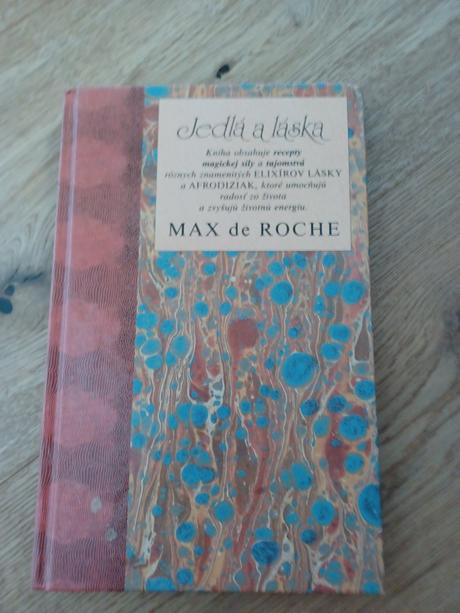 Jedlá a láska
Kniha obsahuje recepty
magickej sily a tajomstvá
rôznych znamenitých ELIXÍROV LÁSKY
a AFRODIZIAK, ktoré umocňujú
radosť zo života
a zvyšujú životnú energiu.
MAX de ROCHE